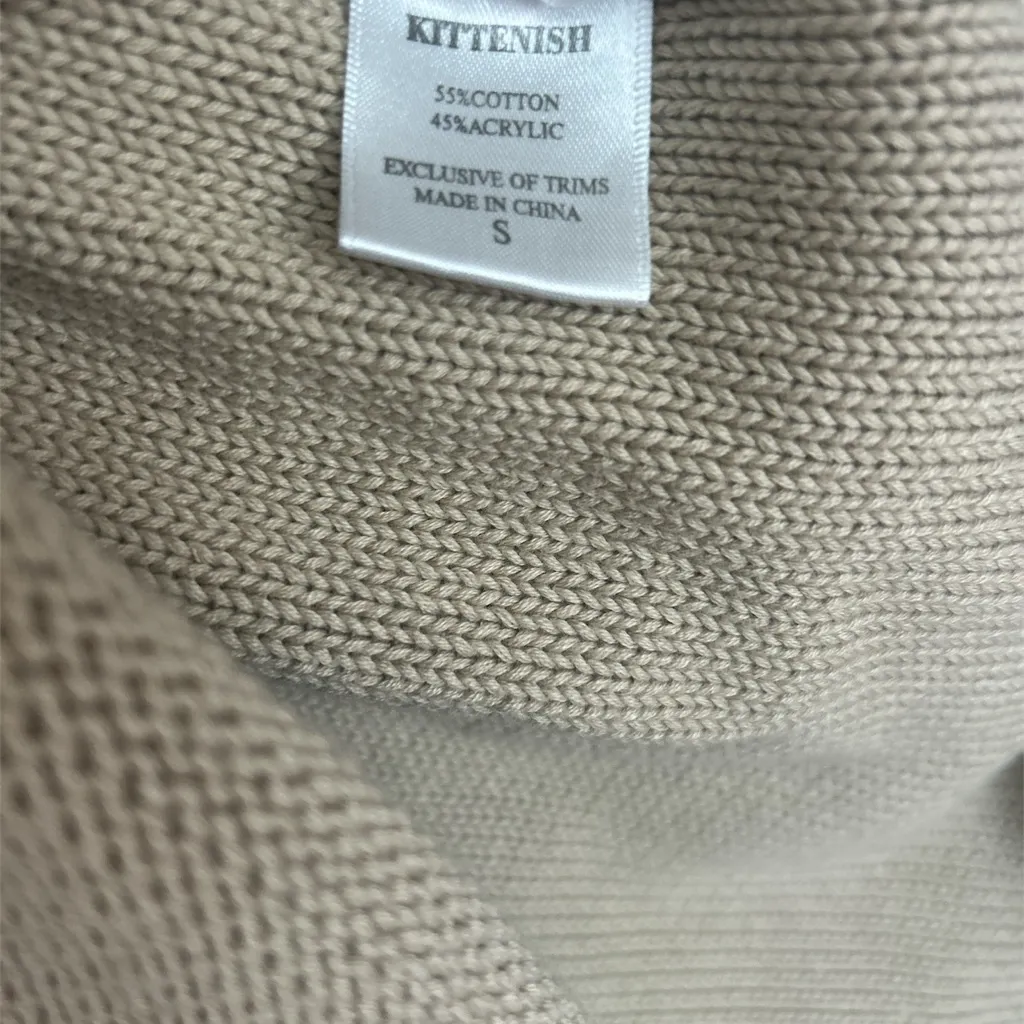 KITTENISH
55%COTTON
45%ACRYLIC
EXCLUSIVE OF TRIMS
MADE IN CHINA
S